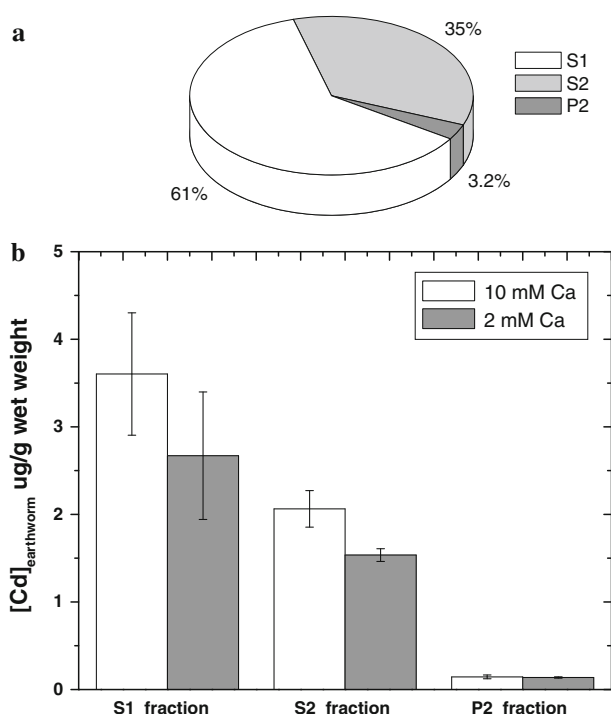 a
35%
S1
S2
P2
3.2%
61%
b
5
10 mM Ca
2 mM Ca
4
3
2
1
0
[Cd]earthworm ug/g wet weight
S1 fraction
S2 fraction
P2 fraction